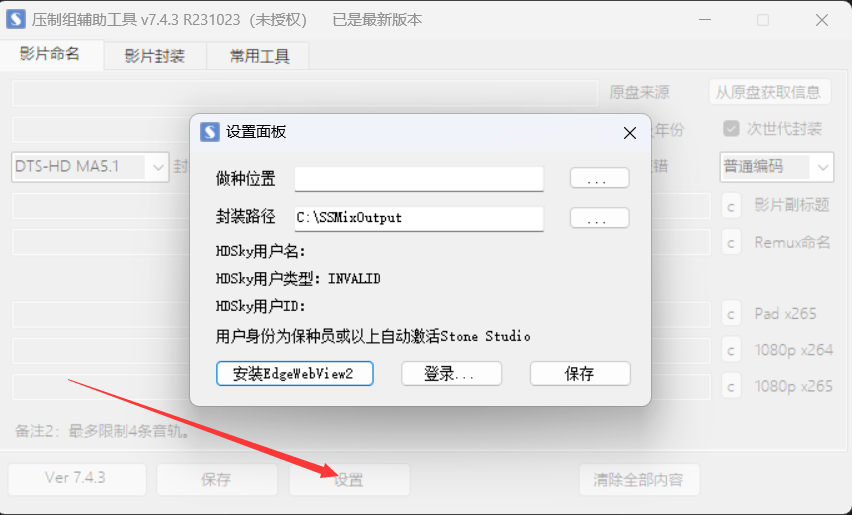 压制组辅助工具 v7.4.3 R231023（未授权） 已是最新版本
影片命名 影片封装 常用工具
原盘来源 从原盘获取信息
年份 次世代封装
DTS-HD MA5.1 普通编码
c 影片副标题
c Remux命名
c Pad x265
c 1080p x264
c 1080p x265
备注2：最多限制4条音轨。
Ver 7.4.3 保存 设置 清除全部内容
设置面板
做种位置 ...
封装路径 C:\SSMixOutput ...
HDSky用户名：
HDSky用户类型：INVALID
HDSky用户ID：
用户身份为保种员或以上自动激活Stone Studio
安装EdgeWebView2 登录... 保存